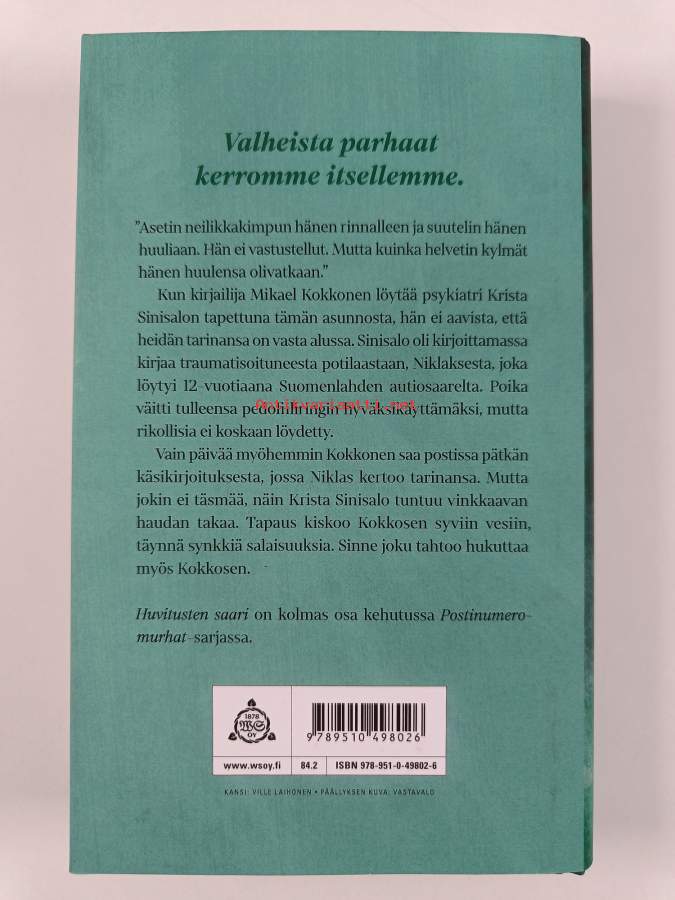 Valheista parhaat
kerromme itsellemme.
”Asetin neilikkakimpun hänen rinnalleen ja suutelin hänen
huuliaan. Hän ei vastustellut. Mutta kuinka helvetin kylmät
hänen huulensa olivatkaan.”
Kun kirjailija Mikael Kokkonen löytää psykiatri Krista
Sinisalon tapettuna tämän asunnosta, hän ei aavista, että
heidän tarinansa on vasta alussa. Sinisalo oli kirjoittamassa
kirjaa traumatisoituneesta potilaastaan, Niklaksesta, joka
löytyi 12-vuotiaana Suomenlahden autiosaarelta. Poika
väitti tulleensa pedofiiliringin hyväksikäyttämäksi, mutta
Antikvariaatti.net
rikollisia ei koskaan löydetty.
Vain päivää myöhemmin Kokkonen saa postissa pätkän
käsikirjoituksesta, jossa Niklas kertoo tarinansa. Mutta
jokin ei täsmää, näin Krista Sinisalo tuntuu vinkkaavan
haudan takaa. Tapaus kiskoo Kokkosen syviin vesiin,
täynnä synkkiä salaisuuksia. Sinne joku tahtoo hukuttaa
myös Kokkosen.
Huvitusten saari on kolmas osa kehutussa Postinumero-
murhat-sarjassa.
1878
WS
OY
9 789510 498026
www.wsoy.fi
84.2
ISBN 978-951-0-49802-6
KANSI: VILLE LAIHONEN • PÄÄLLYKSEN KUVA: VASTAVALO